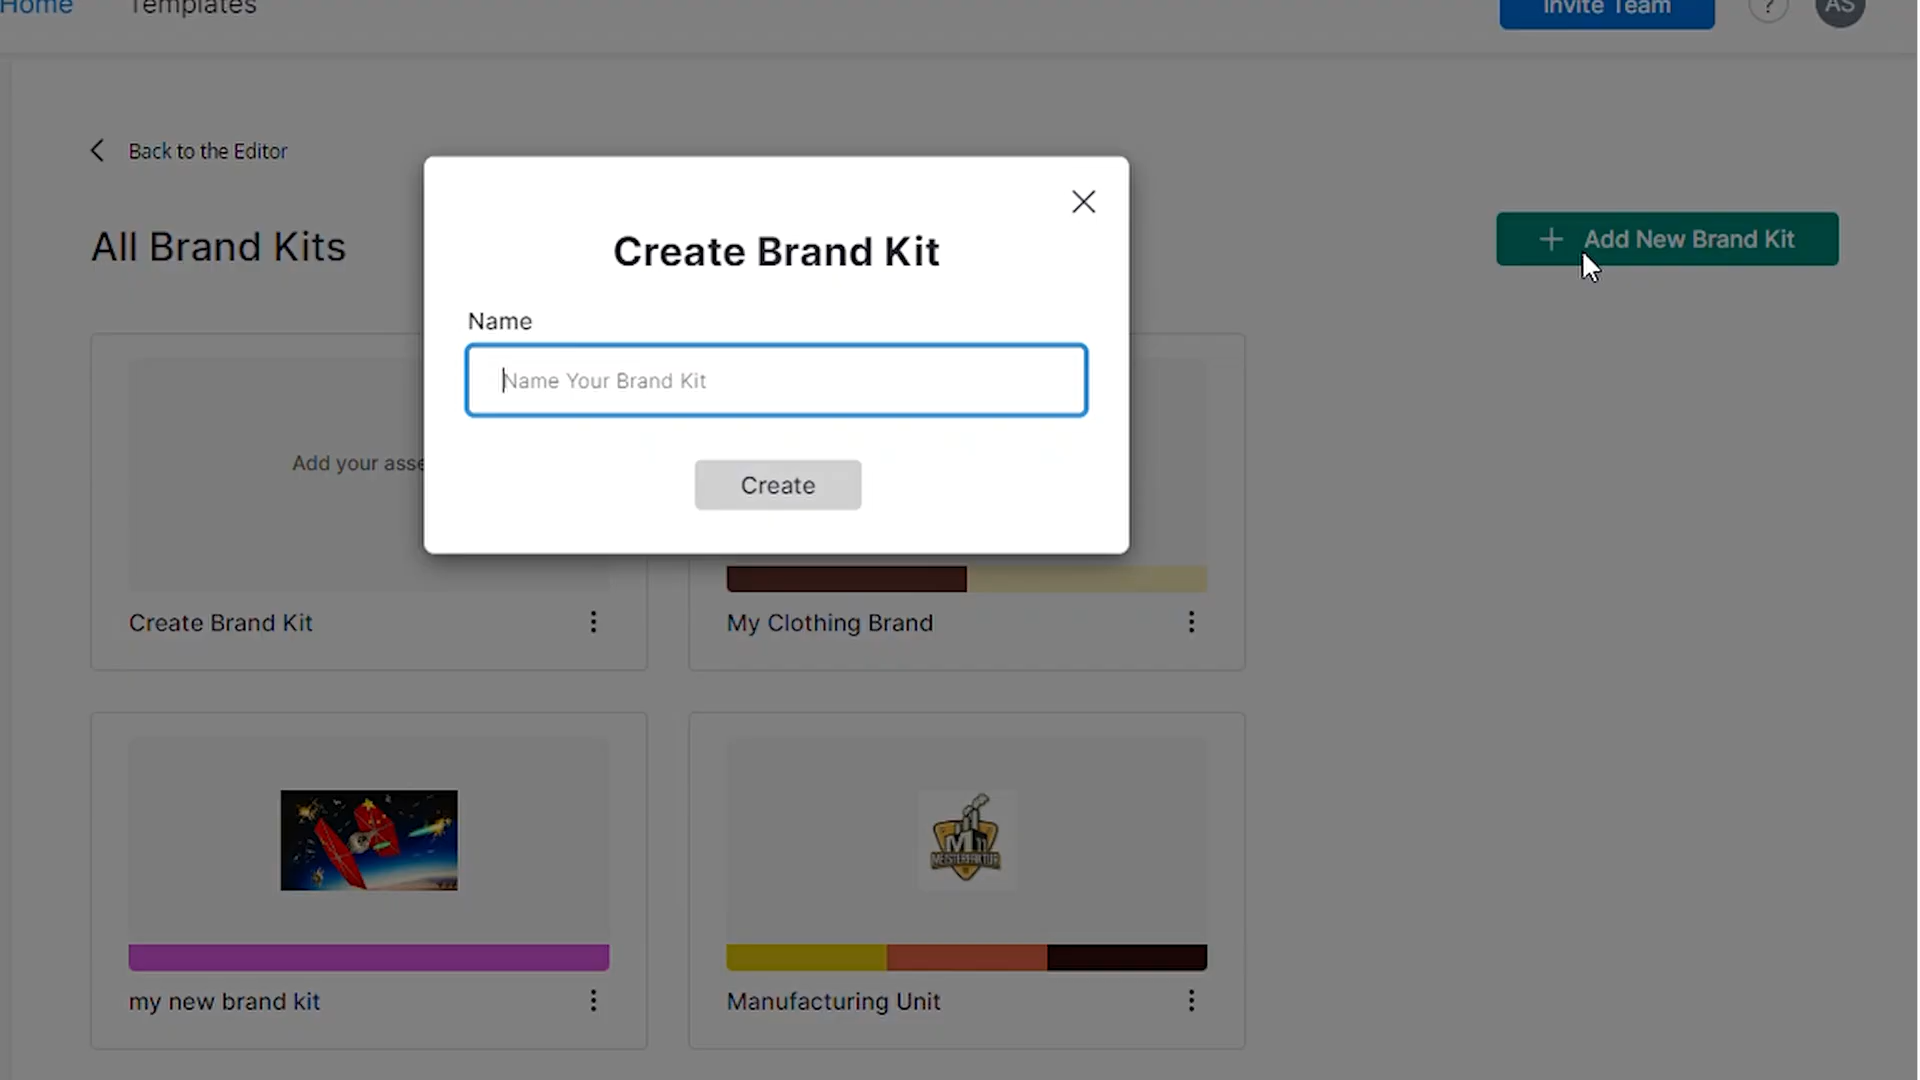 Home
Templates
Invite Team
?
AS
Back to the Editor
All Brand Kits
Add New Brand Kit
Create Brand Kit
Name
Name Your Brand Kit
Create
Add your asse
Create Brand Kit
My Clothing Brand
my new brand kit
M
MEISTERFAKTUR
Manufacturing Unit